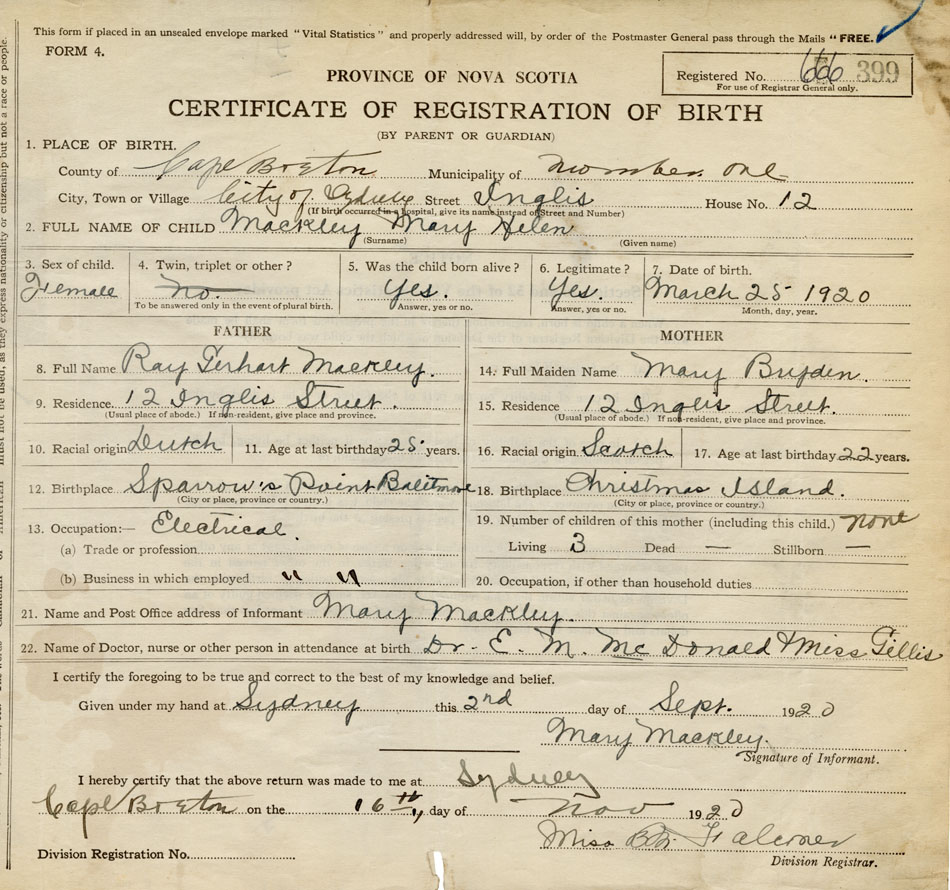 This form if placed in an unsealed envelope marked "Vital Statistics" and properly addressed will, by order of the Postmaster General pass through the Mails "FREE."
FORM 4.
PROVINCE OF NOVA SCOTIA
Registered No. 666 399
For use of Registrar General only.
CERTIFICATE OF REGISTRATION OF BIRTH
(BY PARENT OR GUARDIAN)
1. PLACE OF BIRTH.
County of Cape Breton Municipality of Number one
City, Town or Village City of Sydney Street Inglis House No. 12
(If birth occurred in a hospital, give its name instead of Street and Number)
2. FULL NAME OF CHILD Mackley Mary Helen
(Surname) (Given name)
3. Sex of child. 4. Twin, triplet or other? 5. Was the child born alive? 6. Legitimate? 7. Date of birth.
Female no. Yes. Yes. March 25 1920
To be answered only in the event of plural birth. Answer, yes or no. Answer, yes or no. Month, day, year.
FATHER MOTHER
8. Full Name Ray Gerhart Mackley. 14. Full Maiden Name Mary Bryden.
9. Residence 12 Inglis Street. 15. Residence 12 Inglis Street.
(Usual place of abode.) If non-resident, give place and province. (Usual place of abode.) If non-resident, give place and province.
10. Racial origin Dutch 11. Age at last birthday 25 years. 16. Racial origin Scotch 17. Age at last birthday 22 years.
12. Birthplace Sparrow's Point Balitmore 18. Birthplace Christmas Island.
(City or place, province or country.) (City or place, province or country.)
13. Occupation:— Electrical. 19. Number of children of this mother (including this child.) none
(a) Trade or profession Living 3 Dead — Stillborn —
(b) Business in which employed " " 20. Occupation, if other than household duties
21. Name and Post Office address of Informant Mary Mackley.
22. Name of Doctor, nurse or other person in attendance at birth Dr. E. M. McDonald & Miss Gillis
I certify the foregoing to be true and correct to the best of my knowledge and belief.
Given under my hand at Sydney this 2nd day of Sept. 1920
Mary Mackley.
Signature of Informant.
I hereby certify that the above return was made to me at Sydney
Cape Breton on the 16th, day of Nov 1920
Miss Falconer
Division Registrar.
Division Registration No.